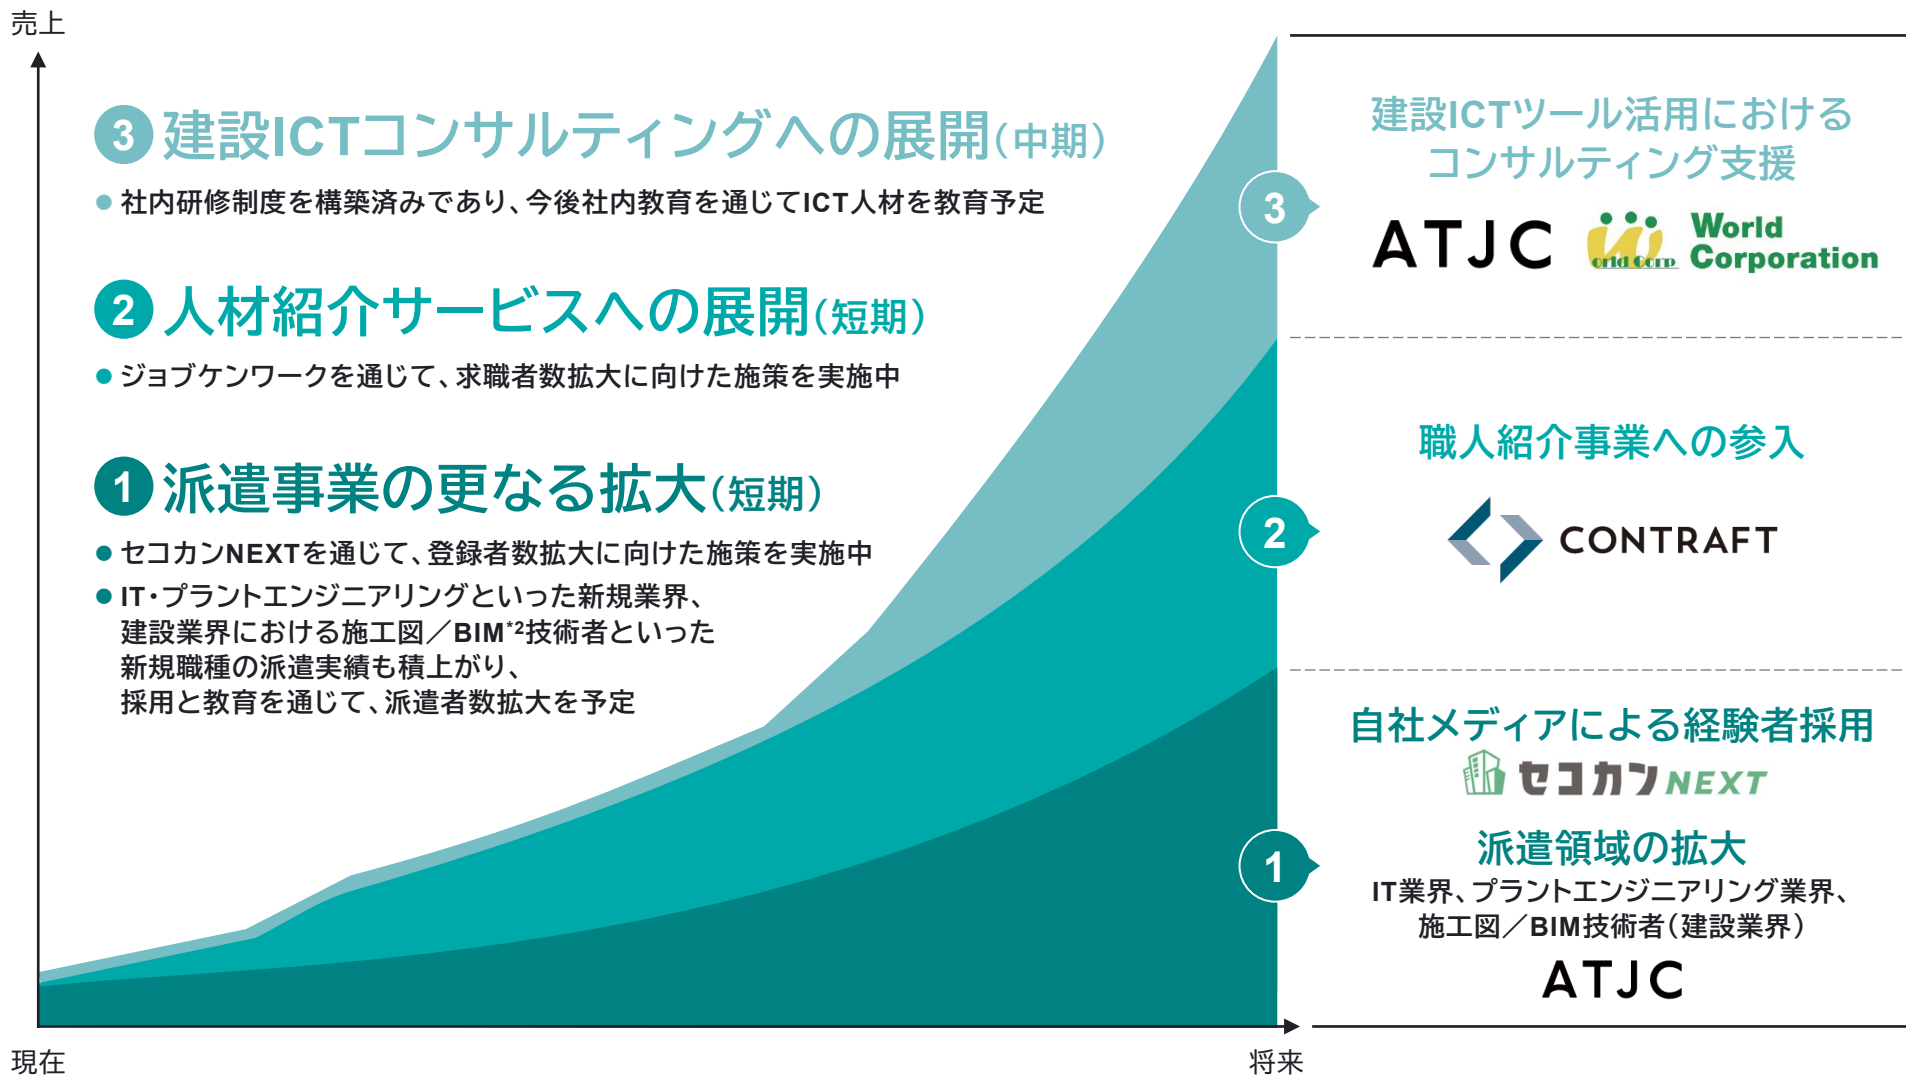 売上
3 建設ICTコンサルティングへの展開(中期)
● 社内研修制度を構築済みであり、今後社内教育を通じてICT人材を教育予定
2 人材紹介サービスへの展開(短期)
● ジョブケンワークを通じて、求職者数拡大に向けた施策を実施中
1 派遣事業の更なる拡大(短期)
● セコカンNEXTを通じて、登録者数拡大に向けた施策を実施中
● IT・プラントエンジニアリングといった新規業界、
建設業界における施工図／BIM*2技術者といった
新規職種の派遣実績も積上がり、
採用と教育を通じて、派遣者数拡大を予定
現在
将来
3
2
1
建設ICTツール活用における
コンサルティング支援
ATJC
orld Corp
World
Corporation
職人紹介事業への参入
CONTRAFT
自社メディアによる経験者採用
セコカンNEXT
派遣領域の拡大
IT業界、プラントエンジニアリング業界、
施工図／BIM技術者(建設業界)
ATJC